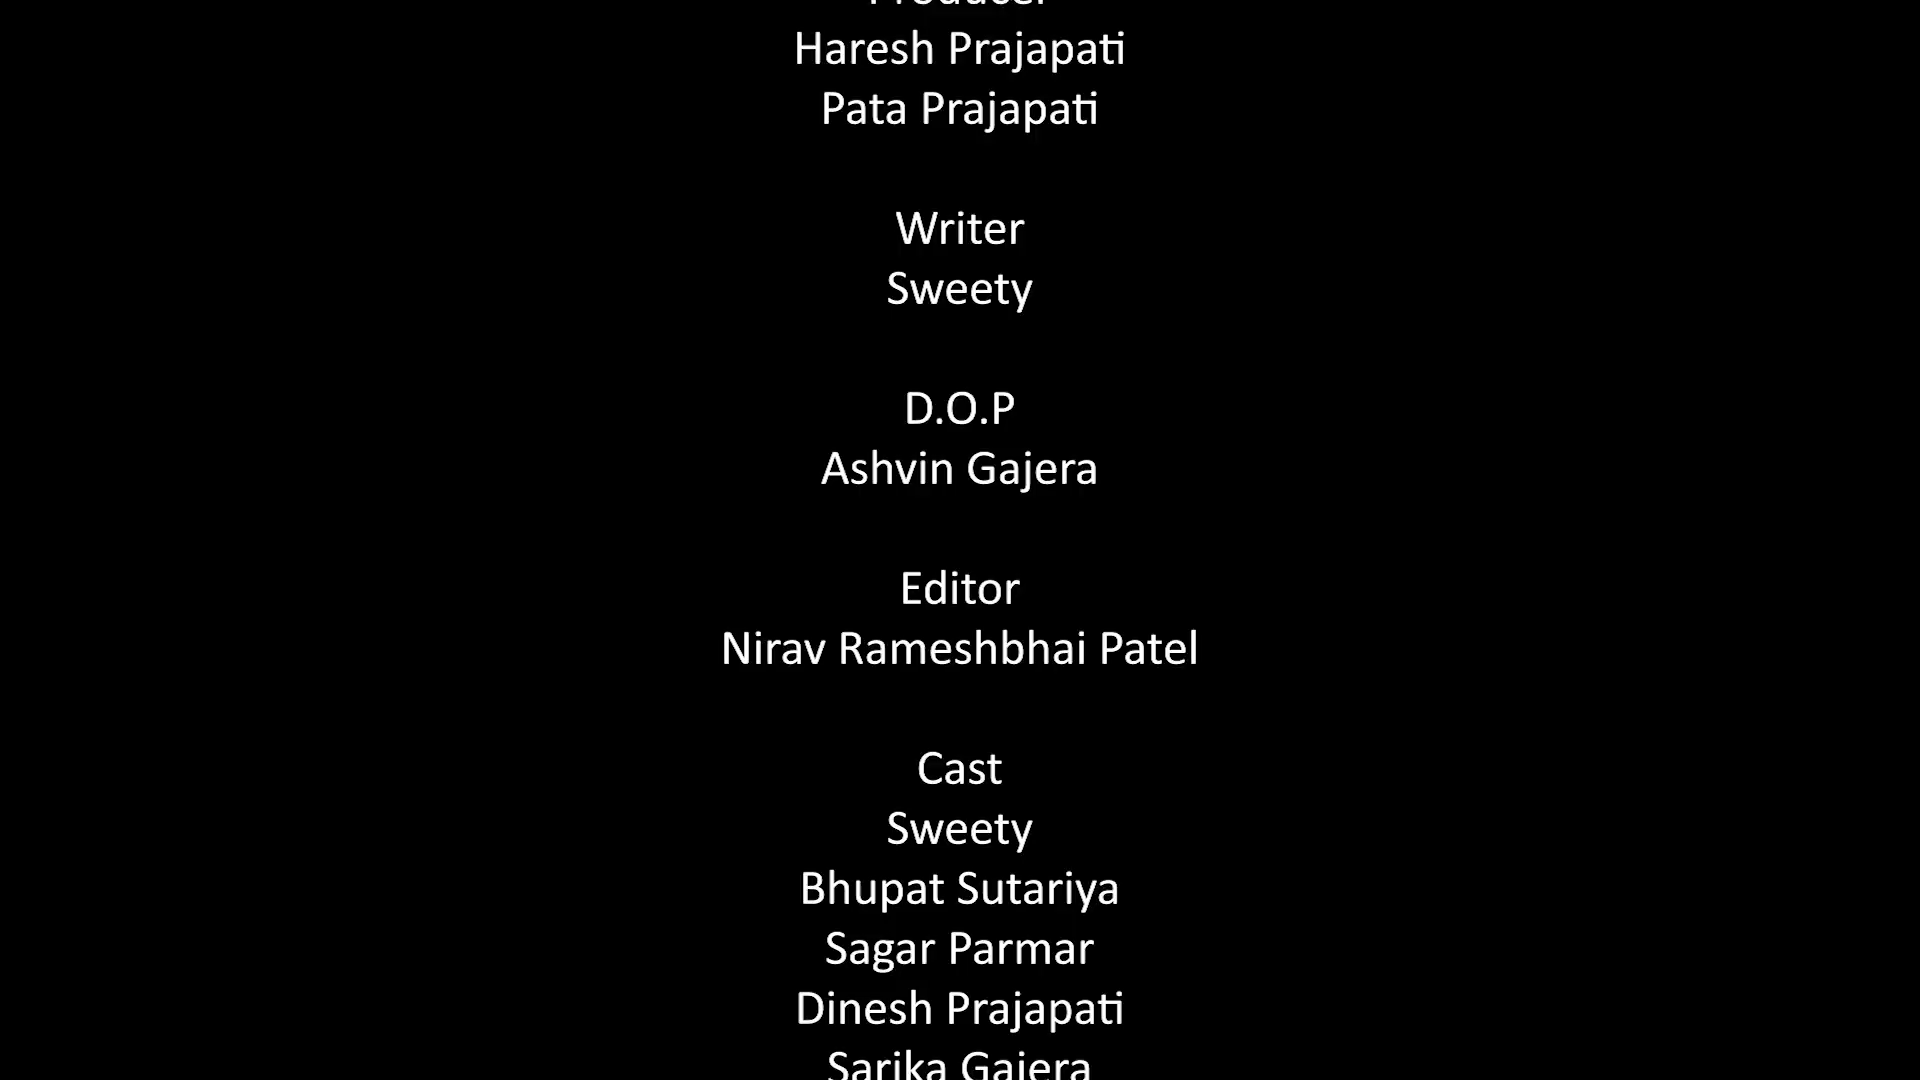 Producer
Haresh Prajapati
Pata Prajapati
Writer
Sweety
D.O.P
Ashvin Gajera
Editor
Nirav Rameshbhai Patel
Cast
Sweety
Bhupat Sutariya
Sagar Parmar
Dinesh Prajapati
Sarika Gajera